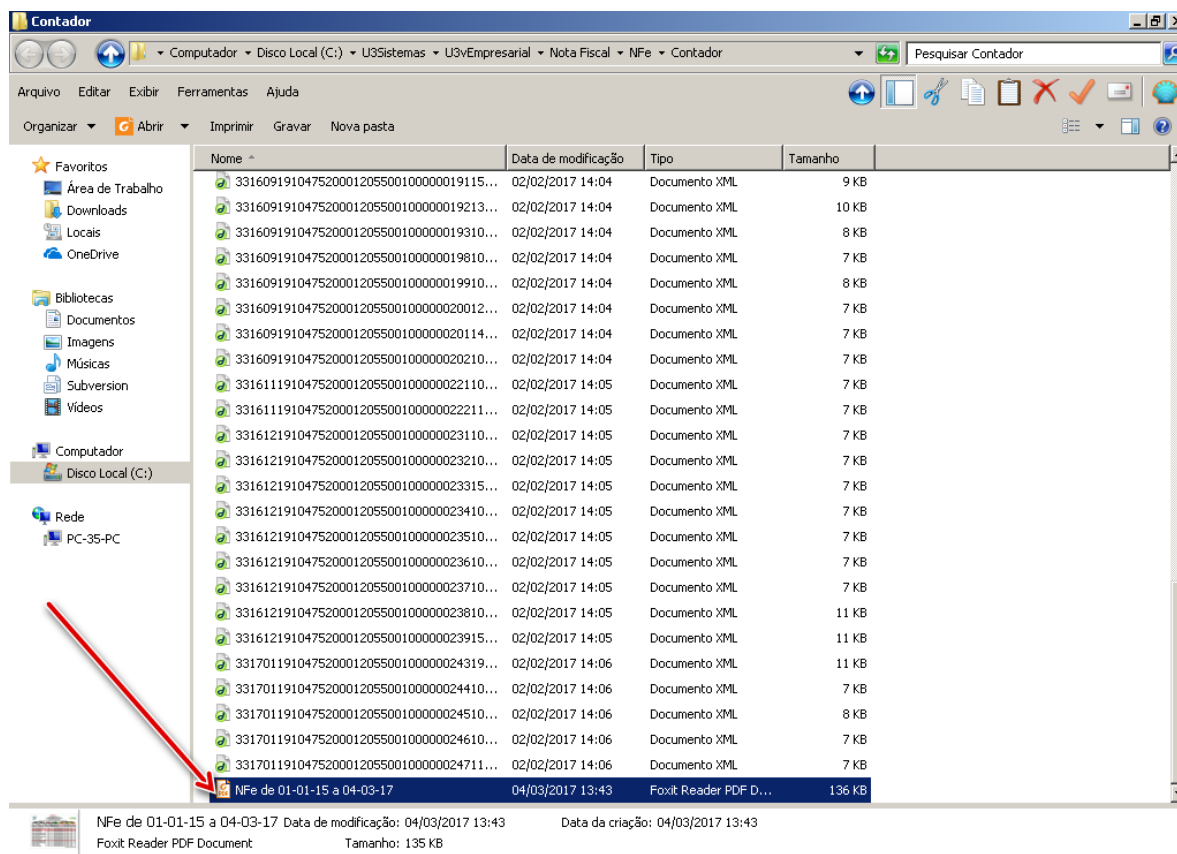 Contador
Computador Disco Local (C:) U3Sistemas U3vEmpresarial Nota Fiscal NFe Contador Pesquisar Contador
Arquivo Editar Exibir Ferramentas Ajuda
Organizar Abrir Imprimir Gravar Nova pasta
Favoritos
Área de Trabalho
Downloads
Locais
OneDrive
Bibliotecas
Documentos
Imagens
Músicas
Subversion
Vídeos
Computador
Disco Local (C:)
Rede
PC-35-PC
Nome Data de modificação Tipo Tamanho
331609191047520001205500100000019115... 02/02/2017 14:04 Documento XML 9 KB
331609191047520001205500100000019213... 02/02/2017 14:04 Documento XML 10 KB
331609191047520001205500100000019310... 02/02/2017 14:04 Documento XML 8 KB
331609191047520001205500100000019810... 02/02/2017 14:04 Documento XML 7 KB
331609191047520001205500100000019910... 02/02/2017 14:04 Documento XML 8 KB
331609191047520001205500100000020012... 02/02/2017 14:04 Documento XML 7 KB
331609191047520001205500100000020114... 02/02/2017 14:04 Documento XML 7 KB
331609191047520001205500100000020210... 02/02/2017 14:04 Documento XML 7 KB
331611191047520001205500100000022110... 02/02/2017 14:05 Documento XML 7 KB
331611191047520001205500100000022211... 02/02/2017 14:05 Documento XML 7 KB
331612191047520001205500100000023110... 02/02/2017 14:05 Documento XML 7 KB
331612191047520001205500100000023210... 02/02/2017 14:05 Documento XML 7 KB
331612191047520001205500100000023315... 02/02/2017 14:05 Documento XML 7 KB
331612191047520001205500100000023410... 02/02/2017 14:05 Documento XML 7 KB
331612191047520001205500100000023510... 02/02/2017 14:05 Documento XML 7 KB
331612191047520001205500100000023610... 02/02/2017 14:05 Documento XML 7 KB
331612191047520001205500100000023710... 02/02/2017 14:05 Documento XML 7 KB
331612191047520001205500100000023810... 02/02/2017 14:05 Documento XML 11 KB
331612191047520001205500100000023915... 02/02/2017 14:05 Documento XML 11 KB
331701191047520001205500100000024319... 02/02/2017 14:06 Documento XML 11 KB
331701191047520001205500100000024410... 02/02/2017 14:06 Documento XML 7 KB
331701191047520001205500100000024510... 02/02/2017 14:06 Documento XML 8 KB
331701191047520001205500100000024610... 02/02/2017 14:06 Documento XML 7 KB
331701191047520001205500100000024711... 02/02/2017 14:06 Documento XML 7 KB
NFe de 01-01-15 a 04-03-17 04/03/2017 13:43 Foxit Reader PDF D... 136 KB
NFe de 01-01-15 a 04-03-17 Data de modificação: 04/03/2017 13:43 Data da criação: 04/03/2017 13:43
Foxit Reader PDF Document Tamanho: 135 KB